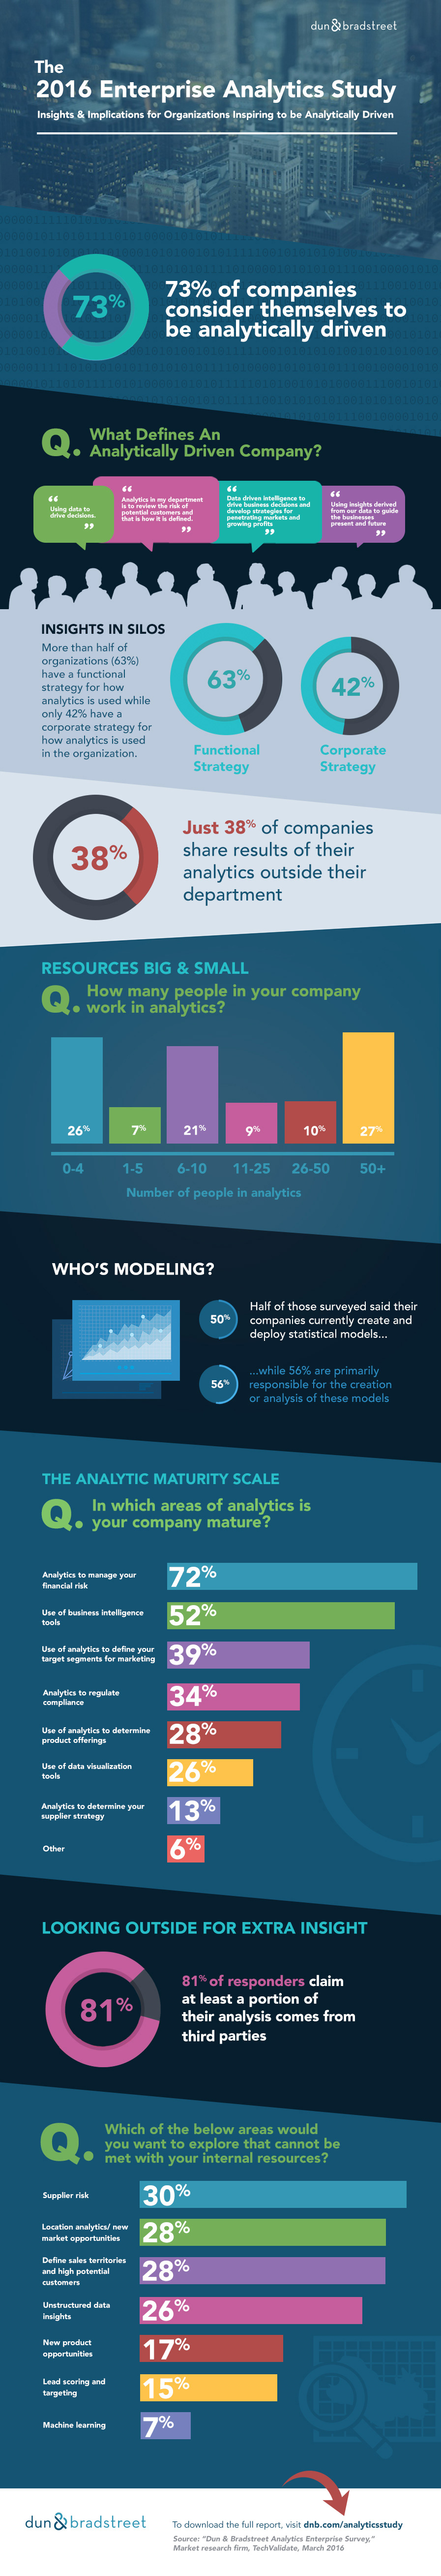 dun&bradstreet
The
2016 Enterprise Analytics Study
Insights & Implications for Organizations Inspiring to be Analytically Driven
73%
73% of companies
consider themselves to
be analytically driven
Q. What Defines An
Analytically Driven Company?
“
Using data to
drive decisions.
”
“
Analytics in my department
is to review the risk of
potential customers and
that is how it is defined.
”
“
Data driven intelligence to
drive business decisions and
develop strategies for
penetrating markets and
growing profits
”
“
Using insights derived
from our data to guide
the businesses
present and future
”
INSIGHTS IN SILOS
More than half of
organizations (63%)
have a functional
strategy for how
analytics is used while
only 42% have a
corporate strategy for
how analytics is used
in the organization.
63%
Functional
Strategy
42%
Corporate
Strategy
38%
Just 38% of companies
share results of their
analytics outside their
department
RESOURCES BIG & SMALL
Q. How many people in your company
work in analytics?
26% 7% 21% 9% 10% 27%
0-4 1-5 6-10 11-25 26-50 50+
Number of people in analytics
WHO'S MODELING?
50%
Half of those surveyed said their
companies currently create and
deploy statistical models...
56%
...while 56% are primarily
responsible for the creation
or analysis of these models
THE ANALYTIC MATURITY SCALE
Q. In which areas of analytics is
your company mature?
Analytics to manage your
financial risk
72%
Use of business intelligence
tools
52%
Use of analytics to define your
target segments for marketing
39%
Analytics to regulate
compliance
34%
Use of analytics to determine
product offerings
28%
Use of data visualization
tools
26%
Analytics to determine your
supplier strategy
13%
Other
6%
LOOKING OUTSIDE FOR EXTRA INSIGHT
81%
81% of responders claim
at least a portion of
their analysis comes from
third parties
Q. Which of the below areas would
you want to explore that cannot be
met with your internal resources?
Supplier risk
30%
Location analytics/ new
market opportunities
28%
Define sales territories
and high potential
customers
28%
Unstructured data
insights
26%
New product
opportunities
17%
Lead scoring and
targeting
15%
Machine learning
7%
dun&bradstreet
To download the full report, visit dnb.com/analyticsstudy
Source: “Dun & Bradstreet Analytics Enterprise Survey,”
Market research firm, TechValidate, March 2016